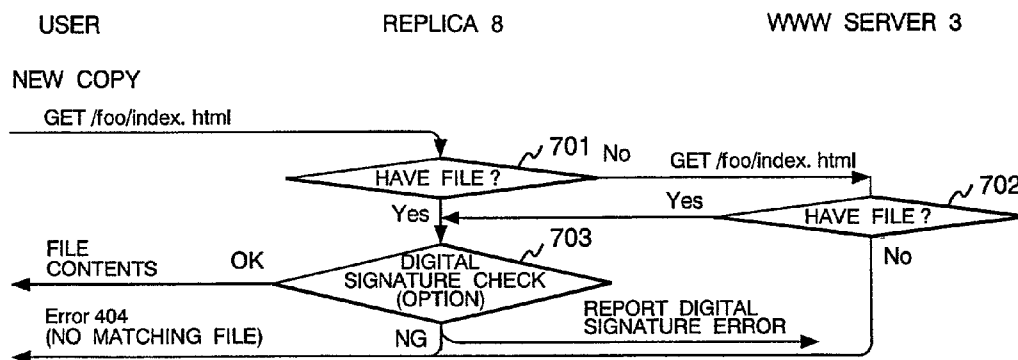 USER
REPLICA 8
WWW SERVER 3
NEW COPY
GET /foo/index. html
701
HAVE FILE ?
No
GET /foo/index. html
702
HAVE FILE ?
Yes
Yes
No
703
DIGITAL
SIGNATURE CHECK
(OPTION)
OK
FILE
CONTENTS
Error 404
(NO MATCHING FILE)
NG
REPORT DIGITAL
SIGNATURE ERROR